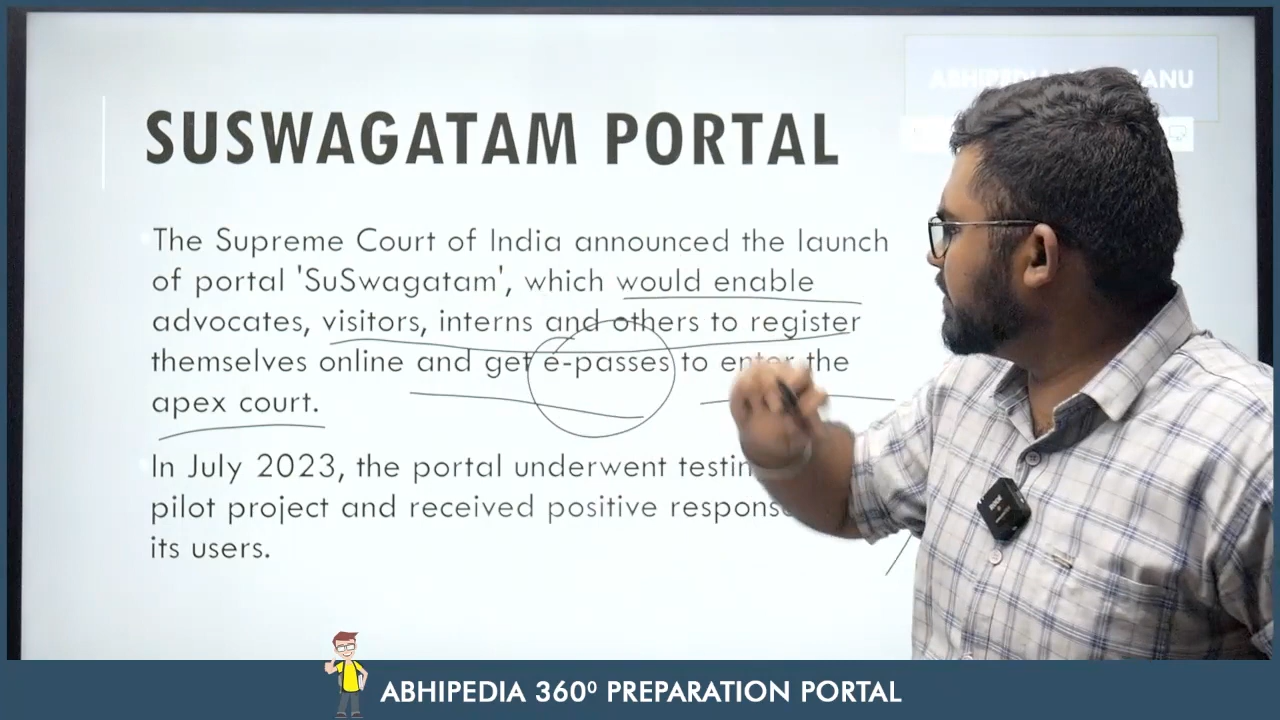 SUSWAGATAM PORTAL
The Supreme Court of India announced the launch
of portal 'SuSwagatam', which would enable
advocates, visitors, interns and others to register
themselves online and get e-passes to enter the
apex court.
In July 2023, the portal underwent
pilot project and received positive
its users.
ABHIPEDIA 360⁰ PREPARATION PORTAL